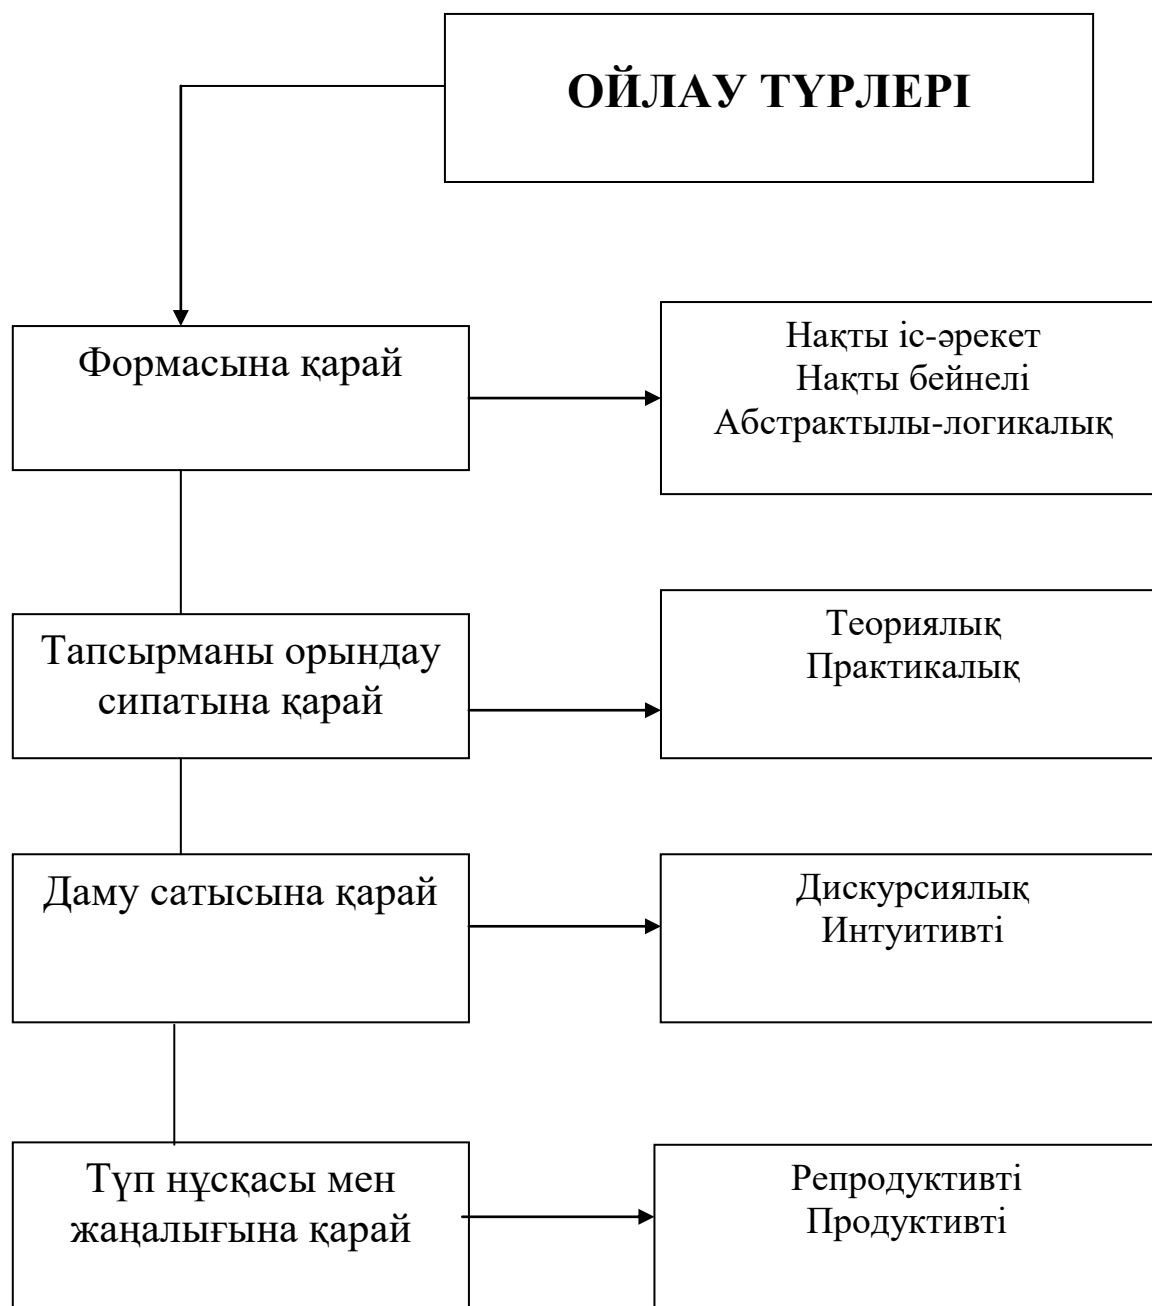 ОЙЛАУ ТҮРЛЕРІ
Формасына қарай
Нақты іс-әрекет
Нақты бейнелі
Абстрактылы-логикалық
Тапсырманы орындау
сипатына қарай
Теориялық
Практикалық
Даму сатысына қарай
Дискурсиялық
Интуитивті
Түп нұсқасы мен
жаңалығына қарай
Репродуктивті
Продуктивті